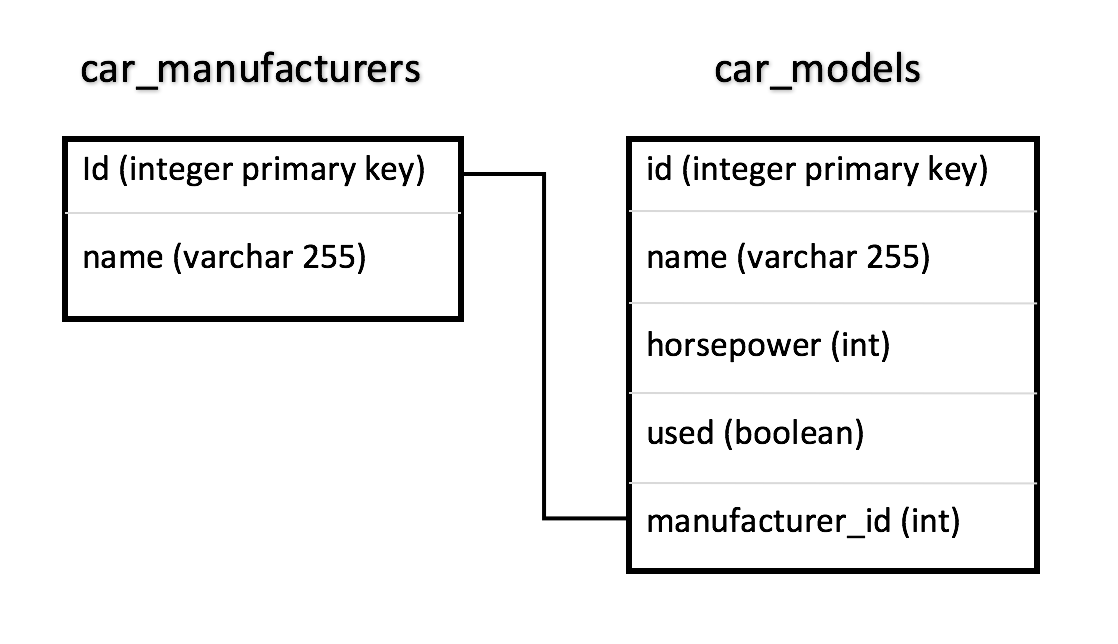 car_manufacturers
Id (integer primary key)
name (varchar 255)
car_models
id (integer primary key)
name (varchar 255)
horsepower (int)
used (boolean)
manufacturer_id (int)